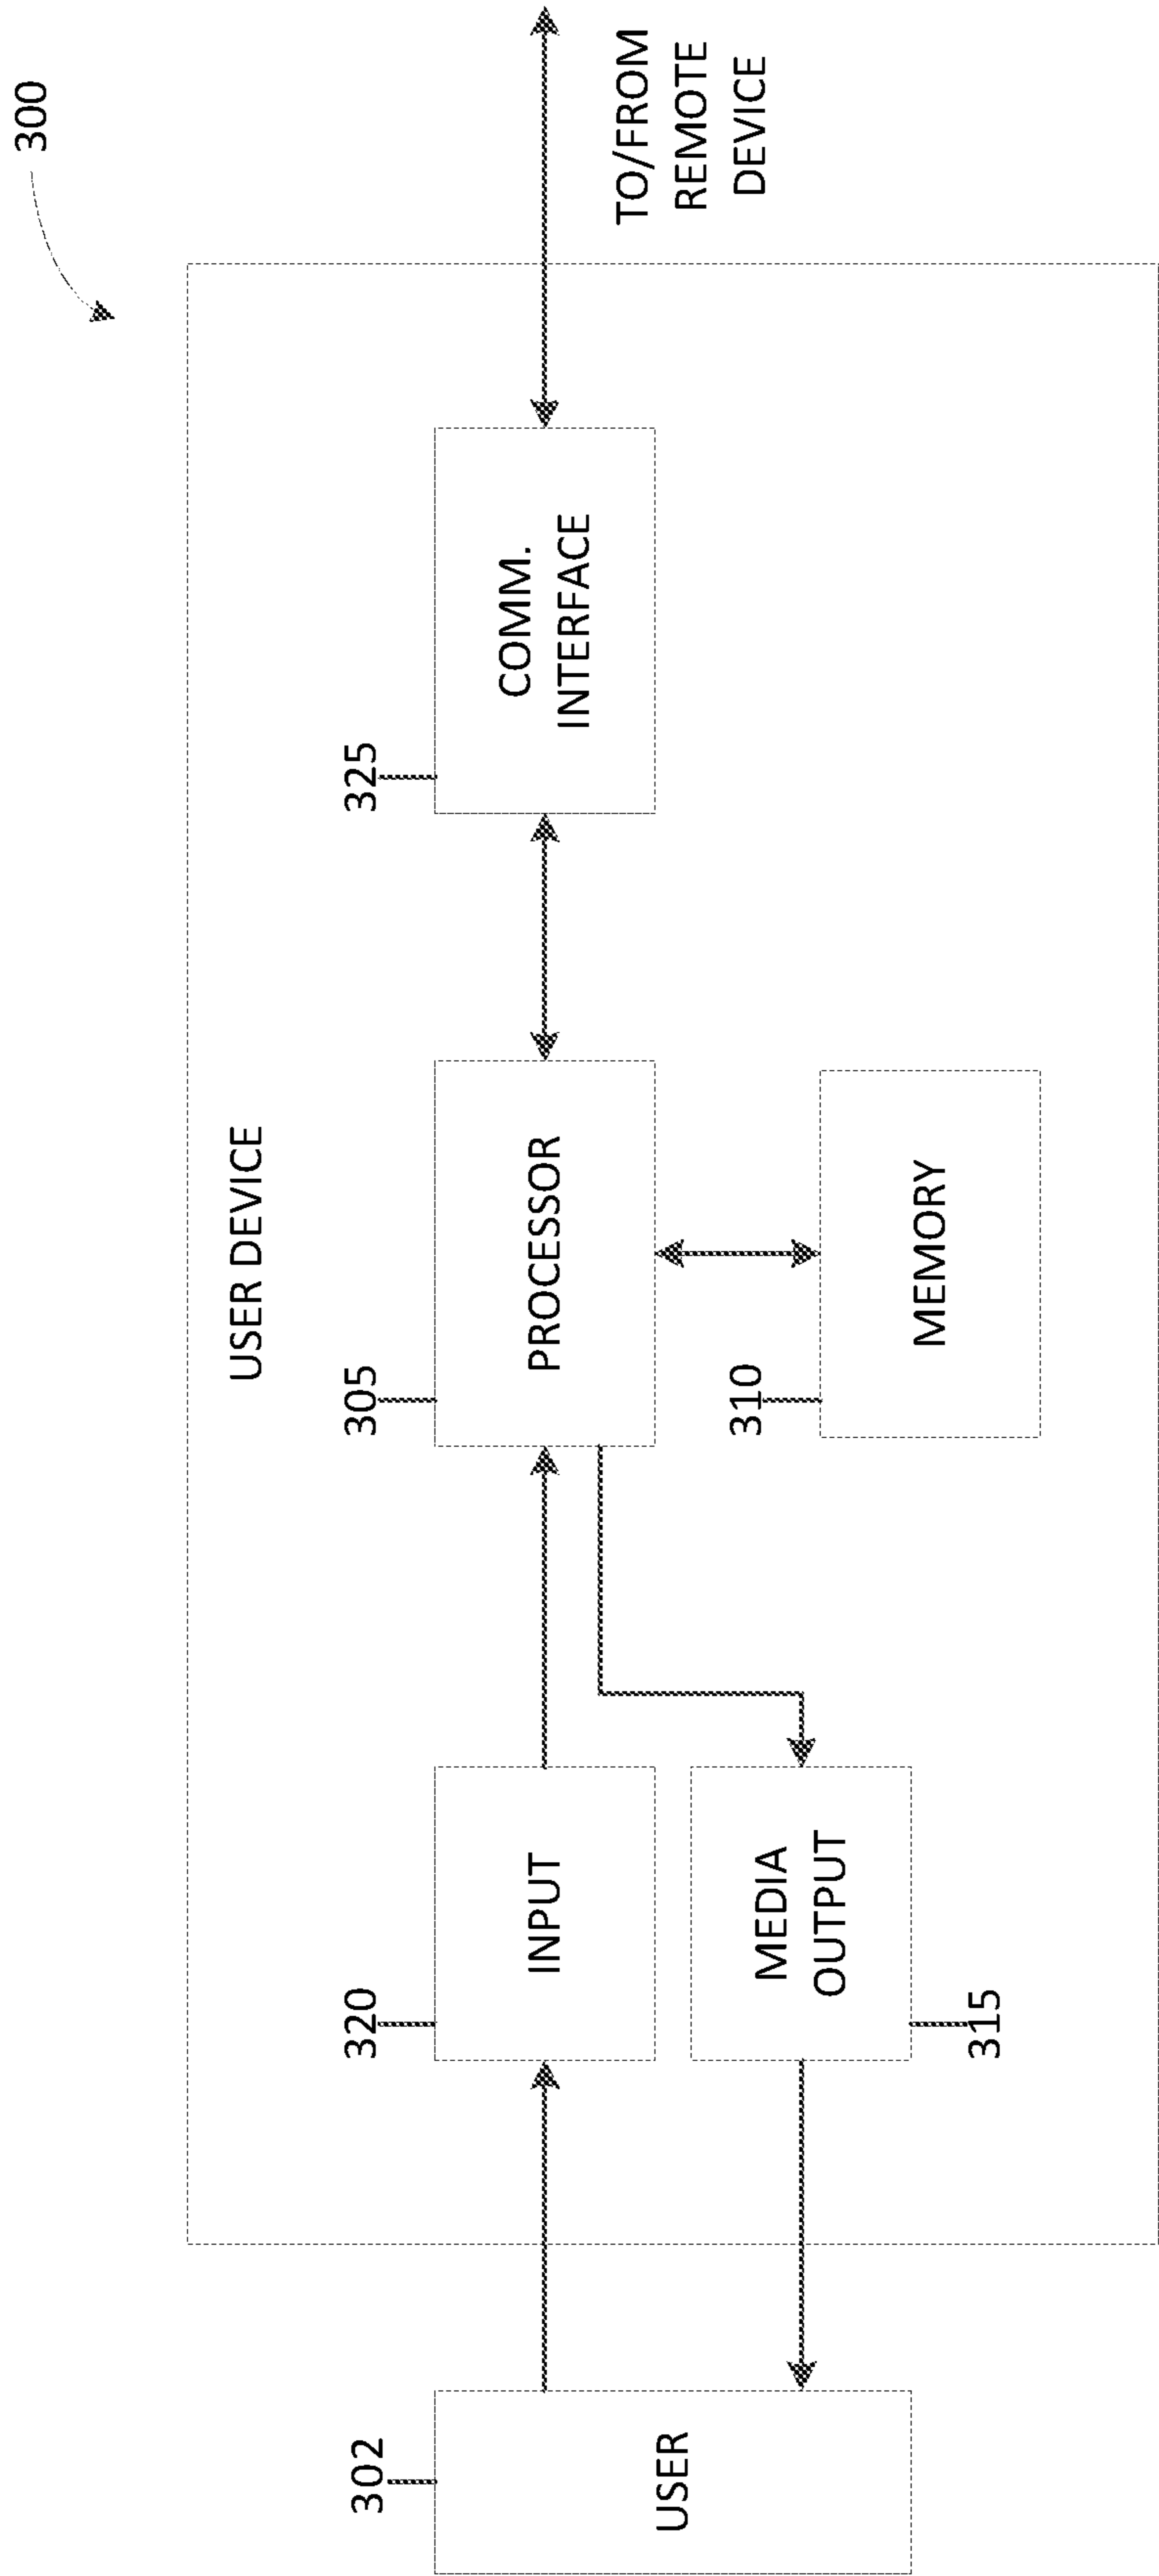 300
USER DEVICE
302
USER
320
INPUT
MEDIA
OUTPUT
315
305
PROCESSOR
310
MEMORY
325
COMM.
INTERFACE
TO/FROM
REMOTE
DEVICE